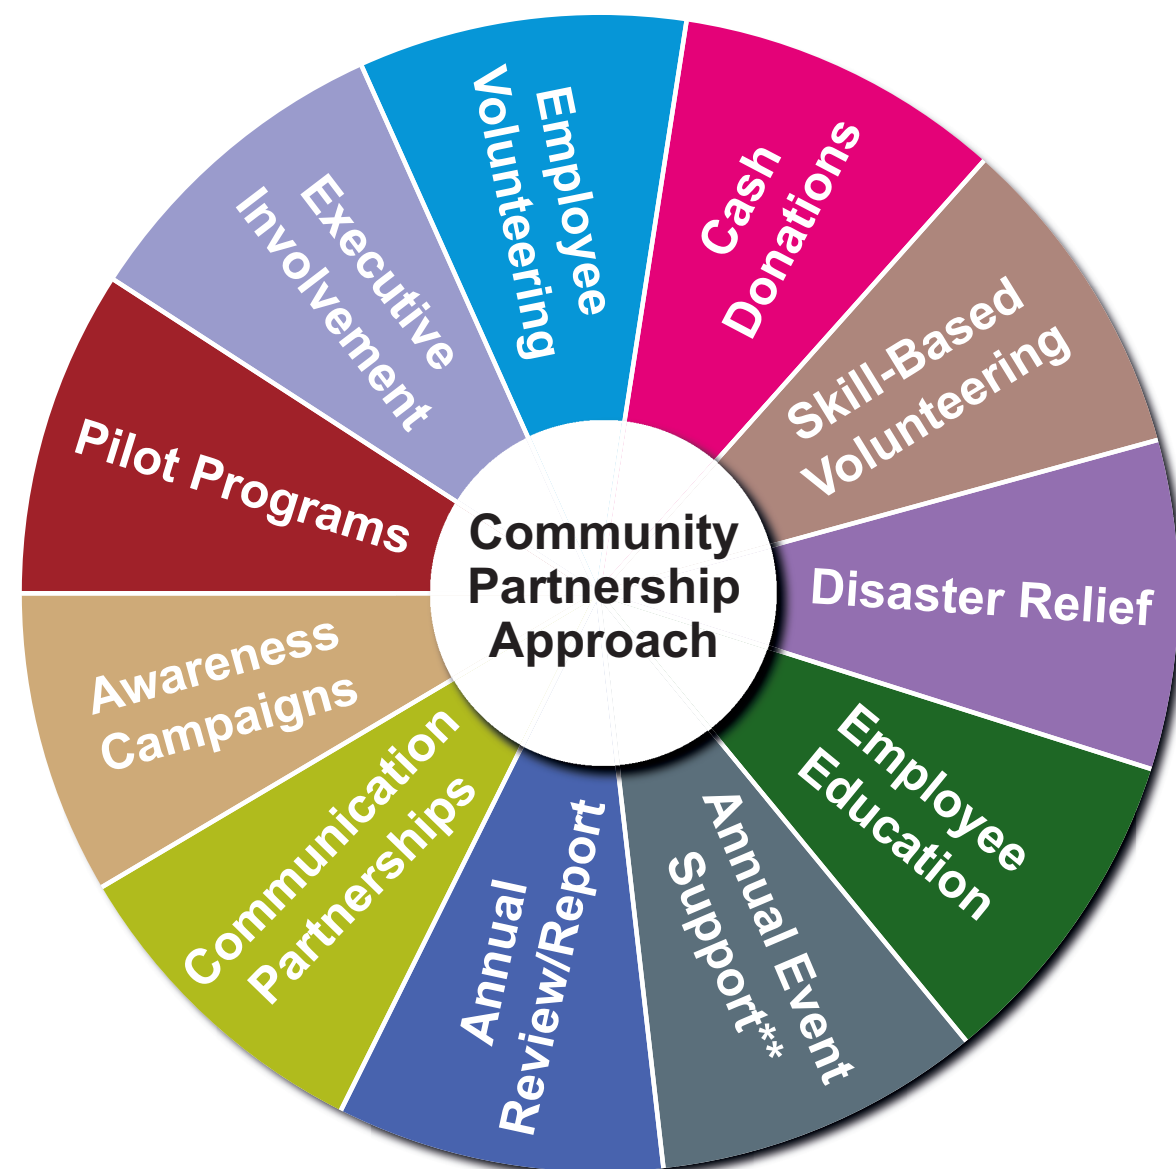 Community
Partnership
Approach
Employee
Volunteering
Cash
Donations
Skill-Based
Volunteering
Disaster Relief
Employee
Education
Annual Event
Support**
Annual
Review/Report
Communication
Partnerships
Awareness
Campaigns
Pilot Programs
Executive
Involvement